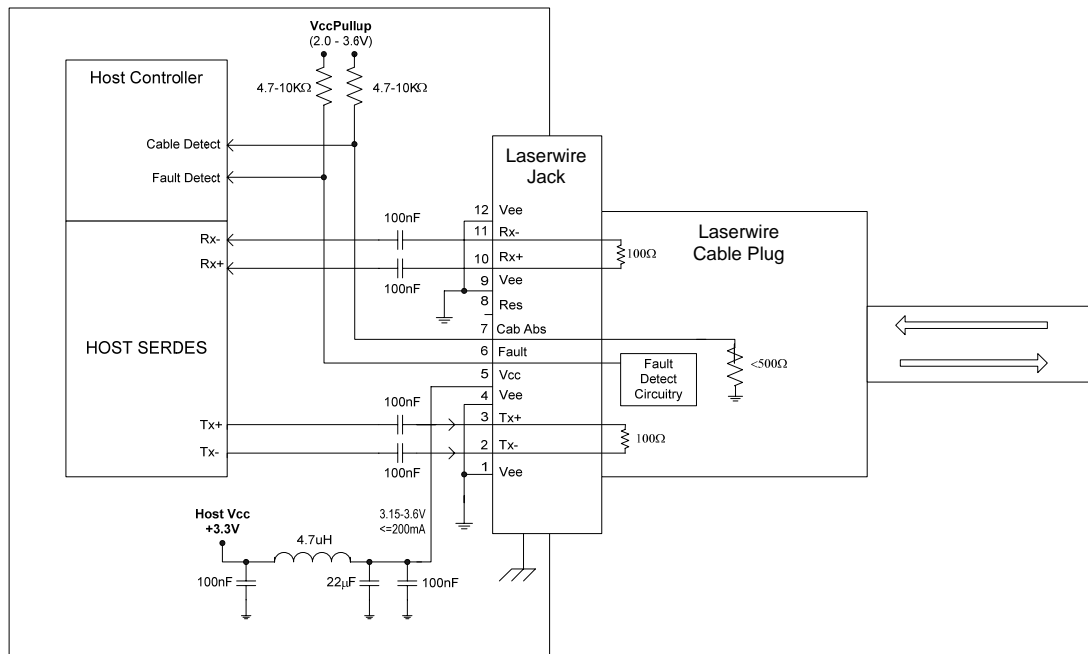 VccPullup
(2.0 - 3.6V)
4.7-10KΩ
4.7-10KΩ
Host Controller
Cable Detect
Fault Detect
Laserwire
Jack
Laserwire
Cable Plug
100nF
12 Vee
Rx-
11 Rx-
100Ω
Rx+
10 Rx+
100nF
9 Vee
8 Res
7 Cab Abs
HOST SERDES
6 Fault
<500Ω
Fault
Detect
Circuitry
5 Vcc
100nF
4 Vee
Tx+
3 Tx+
100Ω
Tx-
2 Tx-
100nF
1 Vee
Host Vcc
+3.3V
3.15-3.6V
<=200mA
4.7uH
100nF
22µF
100nF